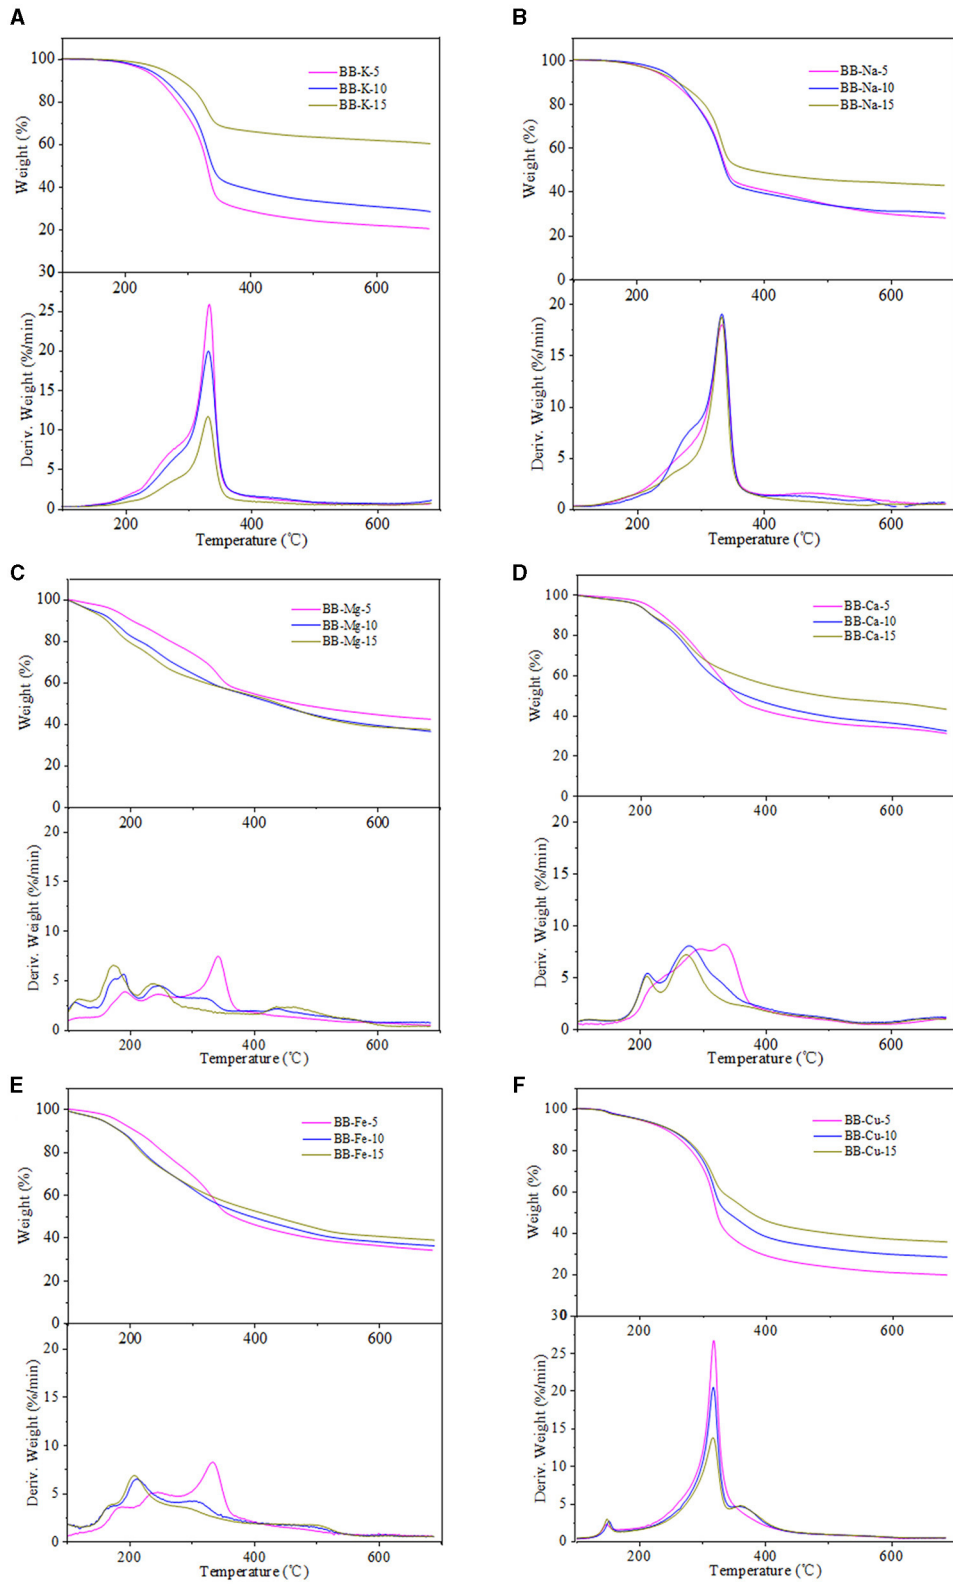 A
100
80
60
40
20
30
0
Weight (%)
BB-K-5
BB-K-10
BB-K-15
200
400
600
25
20
15
10
5
0
Deriv. Weight (%/min)
200
400
600
Temperature (℃)
B
100
80
60
40
20
0
Weight (%)
BB-Na-5
BB-Na-10
BB-Na-15
200
400
600
20
15
10
5
0
Deriv. Weight (%/min)
200
400
600
Temperature (℃)
C
100
80
60
40
20
0
Weight (%)
BB-Mg-5
BB-Mg-10
BB-Mg-15
200
400
600
20
15
10
5
0
Deriv. Weight (%/min)
200
400
600
Temperature (℃)
D
100
80
60
40
20
0
Weight (%)
BB-Ca-5
BB-Ca-10
BB-Ca-15
200
400
600
20
15
10
5
0
Deriv. Weight (%/min)
200
400
600
Temperature (℃)
E
100
80
60
40
20
0
Weight (%)
BB-Fe-5
BB-Fe-10
BB-Fe-15
200
400
600
20
15
10
5
0
Deriv. Weight (%/min)
200
400
600
Temperature (℃)
F
100
80
60
40
20
30
0
Weight (%)
BB-Cu-5
BB-Cu-10
BB-Cu-15
200
400
600
25
20
15
10
5
0
Deriv. Weight (%/min)
200
400
600
Temperature (℃)